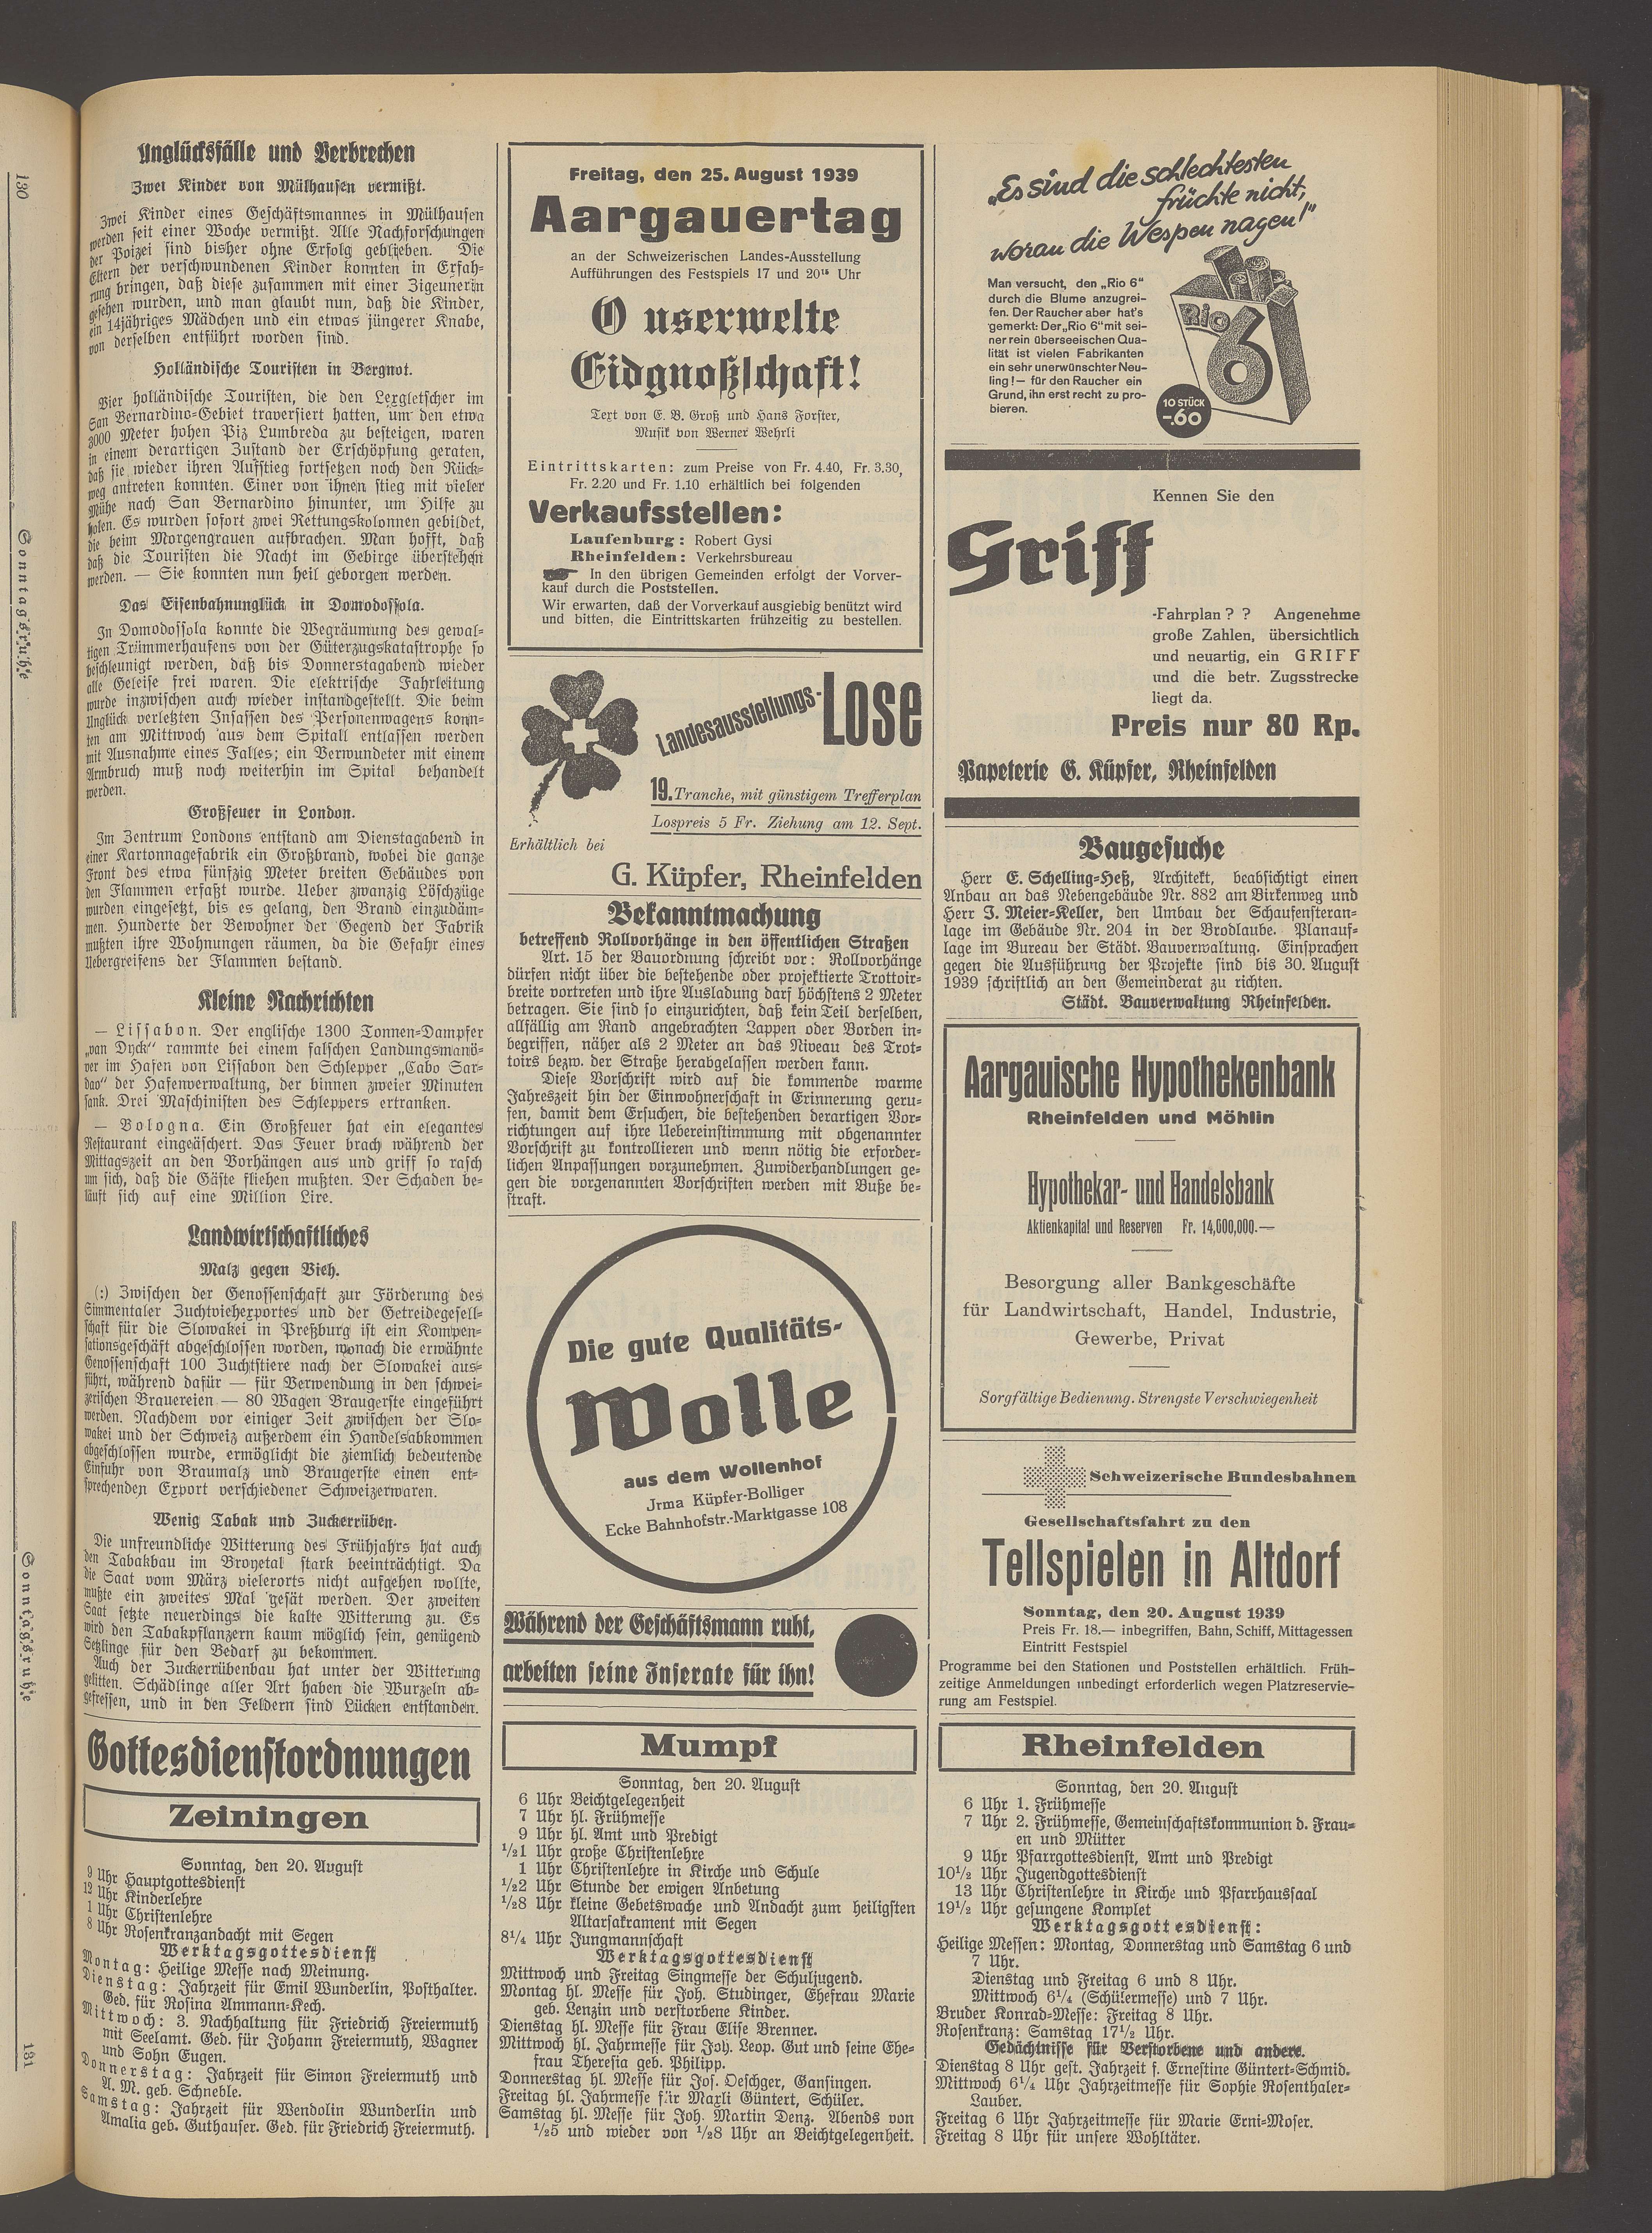 130
Sonntagsruhe
Sonntagsruhe
131
Unglücksfälle und Verbrechen
Zwei Kinder von Mülhausen vermißt.
Zwei Kinder eines Geschäftsmannes in Mülhausen
werden seit einer Woche vermißt. Alle Nachforschungen
der Poizei sind bisher ohne Erfolg geblieben. Die
Eltern der verschwundenen Kinder konnten in Erfah-
rung bringen, daß diese zusammen mit einer Zigeunerin
gesehen wurden, und man glaubt nun, daß die Kinder,
ein 14jähriges Mädchen und ein etwas jüngerer Knabe,
von derselben entführt worden sind.
Holländische Touristen in Bergnot.
Vier holländische Touristen, die den Lexgletscher im
San Bernardino-Gebiet traversiert hatten, um den etwa
3000 Meter hohen Piz Lumbreda zu besteigen, waren
in einem derartigen Zustand der Erschöpfung geraten,
daß sie wieder ihren Aufstieg fortsetzen noch den Rück-
weg antreten konnten. Einer von ihnen stieg mit vieler
Mühe nach San Bernardino hinunter, um Hilfe zu
holen. Es wurden sofort zwei Rettungskolonnen gebildet,
die beim Morgengrauen aufbrachen. Man hofft, daß
daß die Touristen die Nacht im Gebirge überstehen
werden. — Sie konnten nun heil geborgen werden.
Das Eisenbahnunglück in Domodossola.
In Domodossola konnte die Wegräumung des gewal-
tigen Trümmerhaufens von der Güterzugskatastrophe so
beschleunigt werden, daß bis Donnerstagabend wieder
alle Geleise frei waren. Die elektrische Fahrleitung
wurde inzwischen auch wieder instandgestellt. Die beim
Unglück verletzten Insassen des Personenwagens konn-
ten am Mittwoch aus dem Spitall entlassen werden
mit Ausnahme eines Falles; ein Verwundeter mit einem
Armbruch muß noch weiterhin im Spital behandelt
werden.
Großfeuer in London.
Im Zentrum Londons entstand am Dienstagabend in
einer Kartonnagefabrik ein Großbrand, wobei die ganze
Front des etwa fünfzig Meter breiten Gebäudes von
den Flammen erfaßt wurde. Ueber zwanzig Löschzüge
wurden eingesetzt, bis es gelang, den Brand einzudäm-
men. Hunderte der Bewohner der Gegend der Fabrik
mußten ihre Wohnungen räumen, da die Gefahr eines
Uebergreifens der Flammen bestand.
Kleine Nachrichten
— Lissabon. Der englische 1300 Tonnen-Dampfer
„van Dyck“ rammte bei einem falschen Landungsmanö-
ver im Hafen von Lissabon den Schlepper „Cabo Sar-
dao“ der Hafenverwaltung, der binnen zweier Minuten
sank. Drei Maschinisten des Schleppers ertranken.
— Bologna. Ein Großfeuer hat ein elegantes
Restaurant eingeäschert. Das Feuer brach während der
Mittagszeit an den Vorhängen aus und griff so rasch
um sich, daß die Gäste fliehen mußten. Der Schaden be-
läuft sich auf eine Million Lire.
Landwirtschaftliches
Malz gegen Vieh.
(:) Zwischen der Genossenschaft zur Förderung des
Simmentaler Zuchtviehexportes und der Getreidegesell-
schaft für die Slowakei in Preßburg ist ein Kompen-
sationsgeschäft abgeschlossen worden, wonach die erwähnte
Genossenschaft 100 Zuchtstiere nach der Slowakei aus-
führt, während dafür — für Verwendung in den schwei-
zerischen Brauereien — 80 Wagen Braugerste eingeführt
werden. Nachdem vor einiger Zeit zwischen der Slo-
wakei und der Schweiz außerdem ein Handelsabkommen
abgeschlossen wurde, ermöglicht die ziemlich bedeutende
Einfuhr von Braumalz und Braugerste einen ent-
sprechenden Export verschiedener Schweizerwaren.
Wenig Tabak und Zuckerrüben.
Die unfreundliche Witterung des Frühjahrs hat auch
den Tabakbau im Broyetal stark beeinträchtigt. Da
die Saat vom März vielerorts nicht aufgehen wollte,
mußte ein zweites Mal gesät werden. Der zweiten
Saat setzte neuerdings die kalte Witterung zu. Es
wird den Tabakpflanzern kaum möglich sein, genügend
Setzlinge für den Bedarf zu bekommen.
Auch der Zuckerrübenbau hat unter der Witterung
gelitten. Schädlinge aller Art haben die Wurzeln ab-
gefressen, und in den Feldern sind Lücken entstanden.
Gottesdienstordnungen
Zeiningen
Sonntag, den 20. August
9 Uhr Hauptgottesdienst
12 Uhr Kinderlehre
1 Uhr Christenlehre
8 Uhr Rosenkranzandacht mit Segen
Werktagsgottesdienst
Montag: Heilige Messe nach Meinung.
Dienstag: Jahrzeit für Emil Wunderlin, Posthalter.
Ged. für Rosina Ammann-Kech.
Mittwoch: 3. Nachhaltung für Friedrich Freiermuth
mit Seelamt. Ged. für Johann Freiermuth, Wagner
und Sohn Eugen.
Donnerstag: Jahrzeit für Simon Freiermuth und
A. M. geb. Schneble.
Samstag: Jahrzeit für Wendolin Wunderlin und
Amalia geb. Guthauser. Ged. für Friedrich Freiermuth.
Freitag, den 25. August 1939
Aargauertag
an der Schweizerischen Landes-Ausstellung
Aufführungen des Festspiels 17 und 20¹⁵ Uhr
O userwelte
Eidgnoßschaft!
Text von E. B. Groß und Hans Forster,
Musik von Werner Wehrli
Eintrittskarten: zum Preise von Fr. 4.40, Fr. 3.30,
Fr. 2.20 und Fr. 1.10 erhältlich bei folgenden
Verkaufsstellen:
Laufenburg: Robert Gysi
Rheinfelden: Verkehrsbureau
In den übrigen Gemeinden erfolgt der Vorver-
kauf durch die Poststellen.
Wir erwarten, daß der Vorverkauf ausgiebig benützt wird
und bitten, die Eintrittskarten frühzeitig zu bestellen.
Landesausstellungs-LOSE
19. Tranche, mit günstigem Trefferplan
Lospreis 5 Fr. Ziehung am 12. Sept.
Erhältlich bei
G. Küpfer, Rheinfelden
Bekanntmachung
betreffend Rollvorhänge in den öffentlichen Straßen
Art. 15 der Bauordnung schreibt vor: Rollvorhänge
dürfen nicht über die bestehende oder projektierte Trottoir-
breite vortreten und ihre Ausladung darf höchstens 2 Meter
betragen. Sie sind so einzurichten, daß kein Teil derselben,
allfällig am Rand angebrachten Lappen oder Borden in-
begriffen, näher als 2 Meter an das Niveau des Trot-
toirs bezw. der Straße herabgelassen werden kann.
Diese Vorschrift wird auf die kommende warme
Jahreszeit hin der Einwohnerschaft in Erinnerung geru-
fen, damit dem Ersuchen, die bestehenden derartigen Vor-
richtungen auf ihre Uebereinstimmung mit obgenannter
Vorschrift zu kontrollieren und wenn nötig die erforder-
lichen Anpassungen vorzunehmen. Zuwiderhandlungen ge-
gen die vorgenannten Vorschriften werden mit Buße be-
straft.
Die gute Qualitäts-
Wolle
aus dem Wollenhof
Jrma Küpfer-Bolliger
Ecke Bahnhofstr.-Marktgasse 108
Während der Geschäftsmann ruht,
arbeiten seine Inserate für ihn!
Mumpf
Sonntag, den 20. August
6 Uhr Beichtgelegenheit
7 Uhr hl. Frühmesse
9 Uhr hl. Amt und Predigt
½1 Uhr große Christenlehre
1 Uhr Christenlehre in Kirche und Schule
½2 Uhr Stunde der ewigen Anbetung
½8 Uhr kleine Gebetswache und Andacht zum heiligsten
Altarsakrament mit Segen
8¼ Uhr Jungmannschaft
Werktagsgottesdienst
Mittwoch und Freitag Singmesse der Schuljugend.
Montag hl. Messe für Joh. Studinger, Ehefrau Marie
geb. Lenzin und verstorbene Kinder.
Dienstag hl. Messe für Frau Elise Brenner.
Mittwoch hl. Jahrmesse für Joh. Leop. Gut und seine Ehe-
frau Theresia geb. Philipp.
Donnerstag hl. Messe für Jos. Oeschger, Gansingen.
Freitag hl. Jahrmesse für Maxli Güntert, Schüler.
Samstag hl. Messe für Joh. Martin Denz. Abends von
½5 und wieder von ½8 Uhr an Beichtgelegenheit.
„Es sind die schlechtesten
früchte nicht,
woran die Wespen nagen!“
Man versucht, den „Rio 6“
durch die Blume anzugrei-
fen. Der Raucher aber hat's
gemerkt: Der „Rio 6“ mit sei-
ner rein überseeischen Qua-
lität ist vielen Fabrikanten
ein sehr unerwünschter Neu-
ling! — für den Raucher ein
Grund, ihn erst recht zu pro-
bieren.
Rio
6
10 STÜCK
-.60
Kennen Sie den
Griff
-Fahrplan ? ? Angenehme
große Zahlen, übersichtlich
und neuartig, ein GRIFF
und die betr. Zugsstrecke
liegt da.
Preis nur 80 Rp.
Papeterie G. Küpfer, Rheinfelden
Baugesuche
Herr E. Schelling-Heß, Architekt, beabsichtigt einen
Anbau an das Nebengebäude Nr. 882 am Birkenweg und
Herr J. Meier-Keller, den Umbau der Schaufensteran-
lage im Gebäude Nr. 204 in der Brodlaube. Planauf-
lage im Bureau der Städt. Bauverwaltung. Einsprachen
gegen die Ausführung der Projekte sind bis 30. August
1939 schriftlich an den Gemeinderat zu richten.
Städt. Bauverwaltung Rheinfelden.
Aargauische Hypothekenbank
Rheinfelden und Möhlin
Hypothekar- und Handelsbank
Aktienkapital und Reserven Fr. 14,600,000.—
Besorgung aller Bankgeschäfte
für Landwirtschaft, Handel, Industrie,
Gewerbe, Privat
Sorgfältige Bedienung. Strengste Verschwiegenheit
Schweizerische Bundesbahnen
Gesellschaftsfahrt zu den
Tellspielen in Altdorf
Sonntag, den 20. August 1939
Preis Fr. 18.— inbegriffen, Bahn, Schiff, Mittagessen
Eintritt Festspiel
Programme bei den Stationen und Poststellen erhältlich. Früh-
zeitige Anmeldungen unbedingt erforderlich wegen Platzreservie-
rung am Festspiel.
Rheinfelden
Sonntag, den 20. August
6 Uhr 1. Frühmesse
7 Uhr 2. Frühmesse, Gemeinschaftskommunion d. Frau-
en und Mütter
9 Uhr Pfarrgottesdienst, Amt und Predigt
10½ Uhr Jugendgottesdienst
13 Uhr Christenlehre in Kirche und Pfarrhaussaal
19½ Uhr gesungene Komplet
Werktagsgottesdienst:
Heilige Messen: Montag, Donnerstag und Samstag 6 und
7 Uhr.
Dienstag und Freitag 6 und 8 Uhr.
Mittwoch 6¼ (Schülermesse) und 7 Uhr.
Bruder Konrad-Messe: Freitag 8 Uhr.
Rosenkranz: Samstag 17½ Uhr.
Gedächtnisse für Verstorbene und andere.
Dienstag 8 Uhr gest. Jahrzeit f. Ernestine Güntert-Schmid.
Mittwoch 6¼ Uhr Jahrzeitmesse für Sophie Rosenthaler-
Lauber.
Freitag 6 Uhr Jahrzeitmesse für Marie Erni-Moser.
Freitag 8 Uhr für unsere Wohltäter.